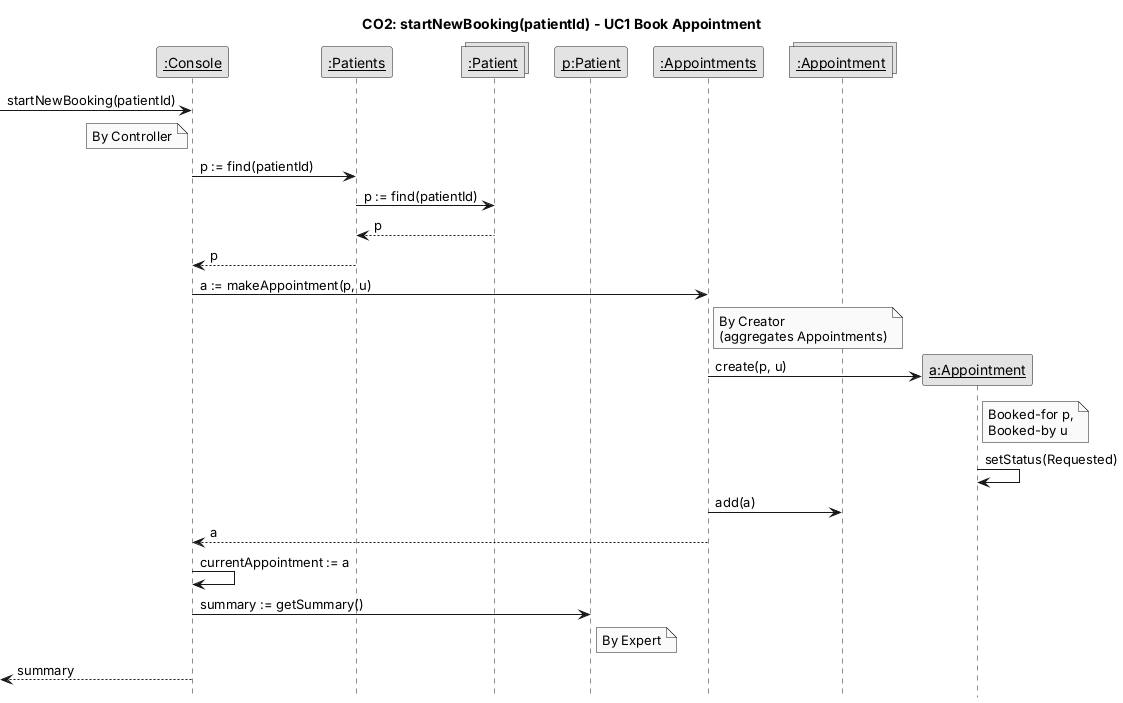 CO2: startNewBooking(patientId) - UC1 Book Appointment
:Console
:Patients
:Patient
p:Patient
:Appointments
:Appointment
startNewBooking(patientId)
By Controller
p := find(patientId)
p := find(patientId)
p
p
a := makeAppointment(p, u)
By Creator
(aggregates Appointments)
create(p, u)
a:Appointment
Booked-for p,
Booked-by u
setStatus(Requested)
add(a)
a
currentAppointment := a
summary := getSummary()
By Expert
summary